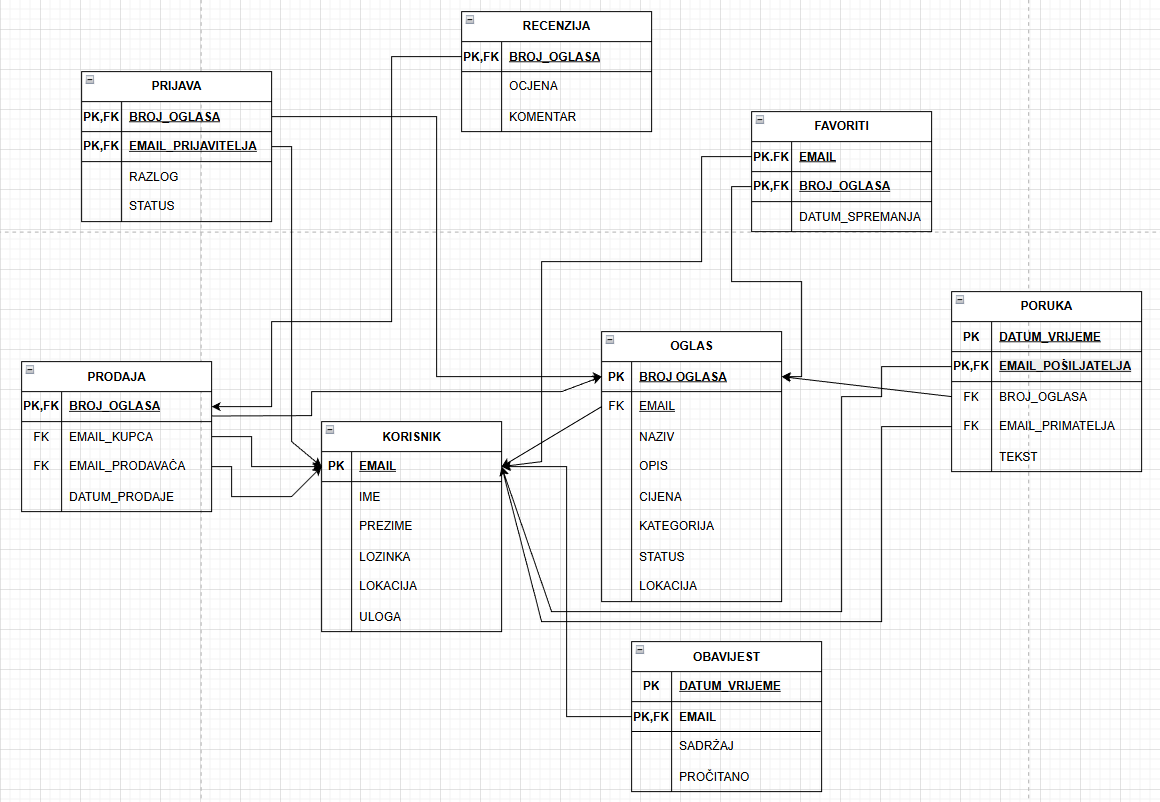 RECENZIJA
PK,FK BROJ_OGLASA
OCJENA
KOMENTAR
PRIJAVA
PK,FK BROJ_OGLASA
PK,FK EMAIL_PRIJAVITELJA
RAZLOG
STATUS
FAVORITI
PK.FK EMAIL
PK,FK BROJ_OGLASA
DATUM_SPREMANJA
PORUKA
PK DATUM_VRIJEME
PK,FK EMAIL_POŠILJATELJA
FK BROJ_OGLASA
FK EMAIL_PRIMATELJA
TEKST
OGLAS
PK BROJ_OGLASA
FK EMAIL
NAZIV
OPIS
CIJENA
KATEGORIJA
STATUS
LOKACIJA
PRODAJA
PK,FK BROJ_OGLASA
FK EMAIL_KUPCA
FK EMAIL_PRODAVAČA
DATUM_PRODAJE
KORISNIK
PK EMAIL
IME
PREZIME
LOZINKA
LOKACIJA
ULOGA
OBAVIJEST
PK DATUM_VRIJEME
PK,FK EMAIL
SADRŽAJ
PROČITANO